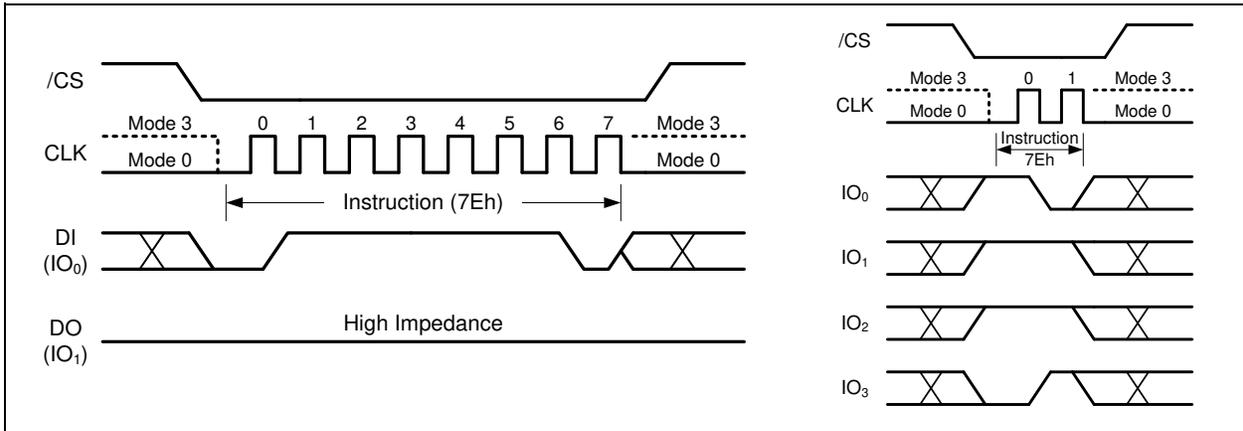 /CS
CLK
Mode 3
Mode 0
0 1 2 3 4 5 6 7
Mode 3
Mode 0
Instruction (7Eh)
DI
(IO₀)
DO
(IO₁)
High Impedance
/CS
CLK
Mode 3
Mode 0
0 1
Mode 3
Mode 0
Instruction
7Eh
IO₀
IO₁
IO₂
IO₃